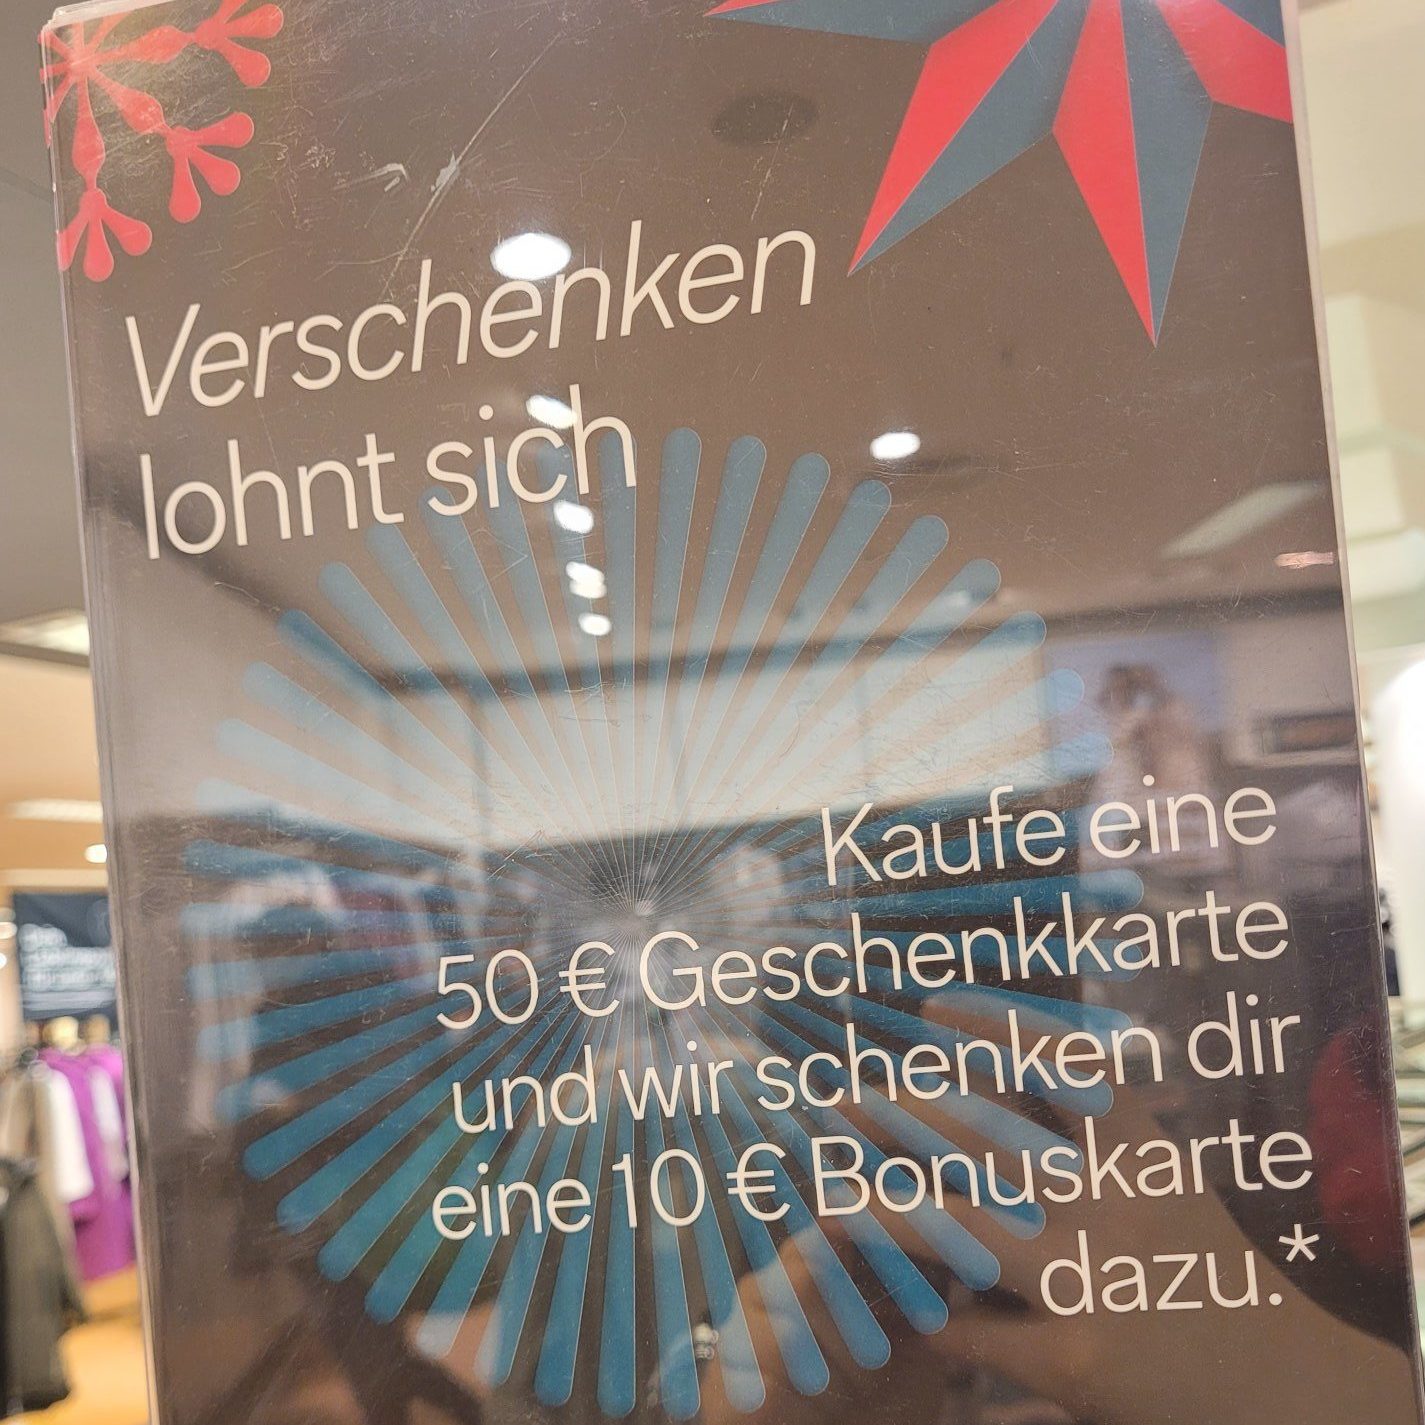 Verschenken
lohnt sich
Kaufe eine
50 € Geschenkkarte
und wir schenken dir
eine 10 € Bonuskarte
dazu.*